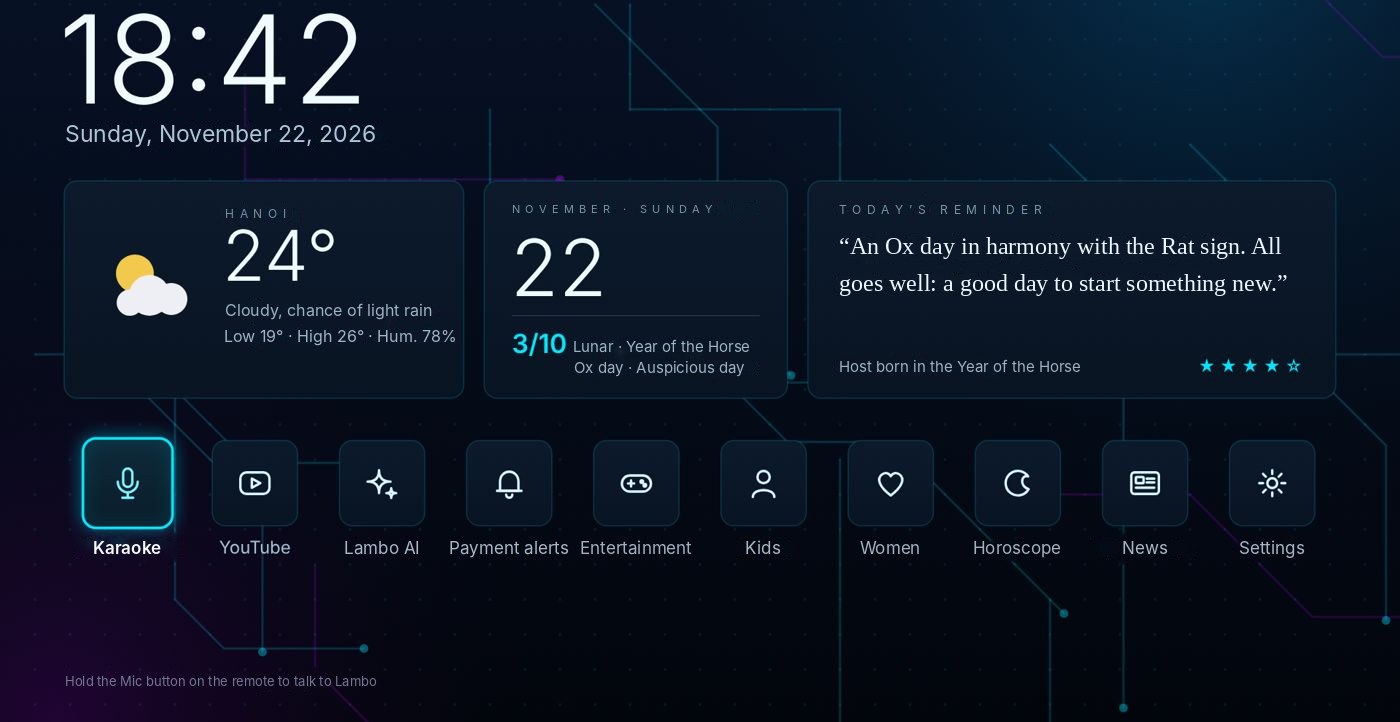 18:42
Sunday, November 22, 2026
HANOI
24°
Cloudy, chance of light rain
Low 19° · High 26° · Hum. 78%
NOVEMBER · SUNDAY
22
3/10 Lunar · Year of the Horse
Ox day · Auspicious day
TODAY'S REMINDER
“An Ox day in harmony with the Rat sign. All
goes well: a good day to start something new.”
Host born in the Year of the Horse ★ ★ ★ ★ ☆
Karaoke YouTube Lambo AI Payment alerts Entertainment Kids Women Horoscope News Settings
Hold the Mic button on the remote to talk to Lambo